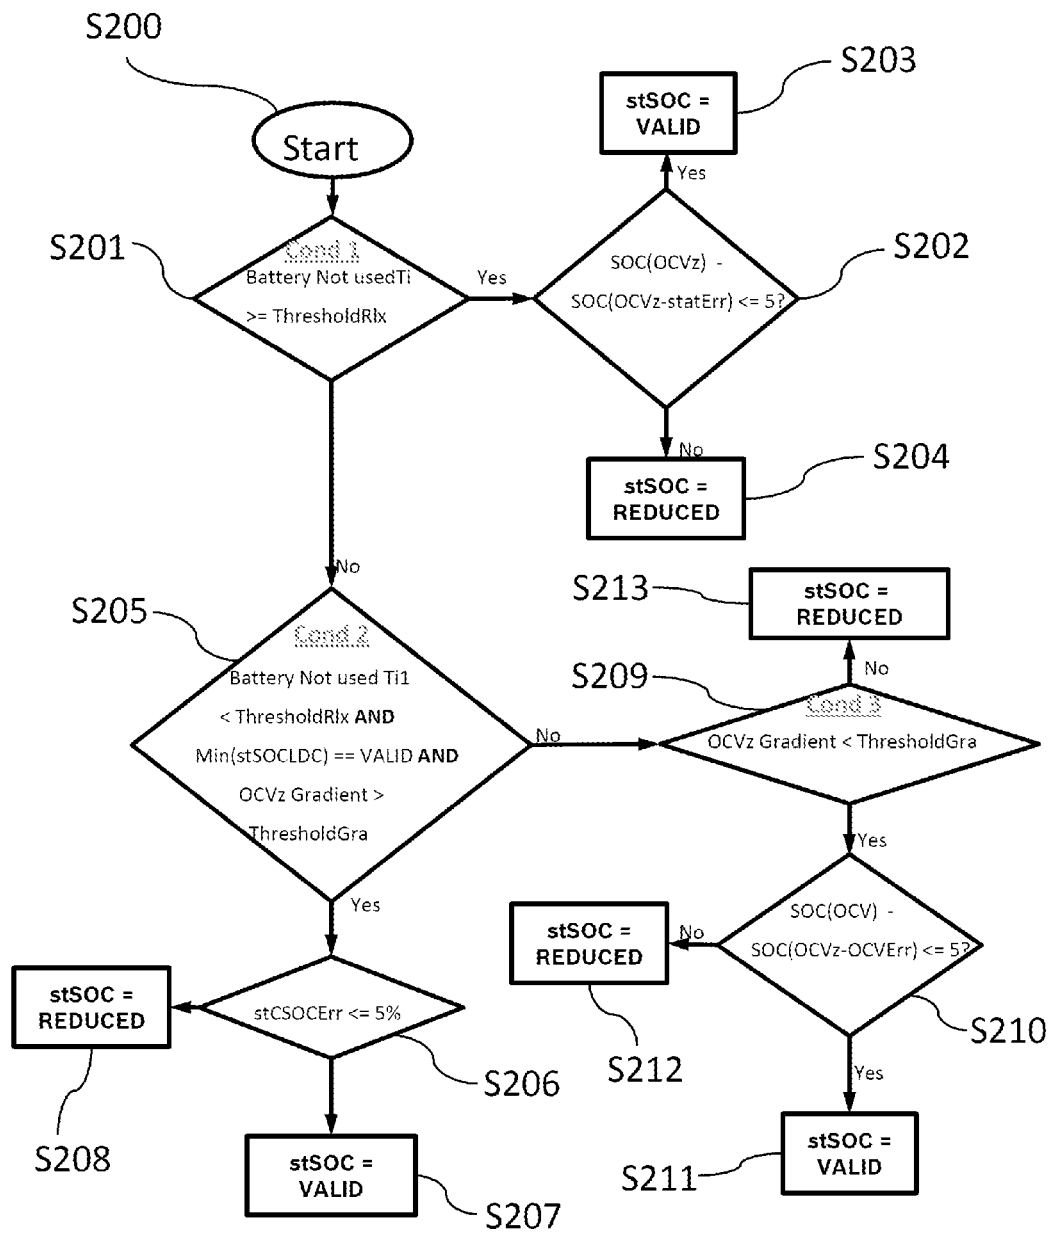 S200
Start
S201
Cond 1
Battery Not usedTi
>= ThresholdRlx
Yes
S203
stSOC =
VALID
Yes
S202
SOC(OCVz) -
SOC(OCVz-statErr) <= 5?
No
S204
stSOC =
REDUCED
No
S205
Cond 2
Battery Not used Ti1
< ThresholdRlx AND
Min(stSOCLDC) == VALID AND
OCVz Gradient >
ThresholdGra
No
S213
stSOC =
REDUCED
No
S209
Cond 3
OCVz Gradient < ThresholdGra
Yes
SOC(OCV) -
SOC(OCVz-OCVErr) <= 5?
S210
No
stSOC =
REDUCED
S212
Yes
stSOC =
VALID
S211
Yes
stCSOCErr <= 5%
S206
stSOC =
REDUCED
S208
stSOC =
VALID
S207